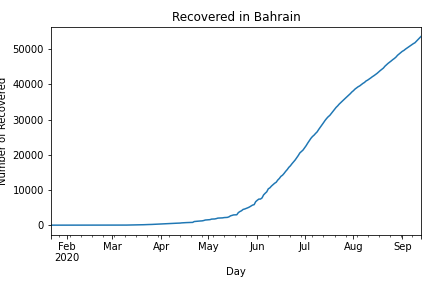 Recovered in Bahrain
Number of Recovered
50000
40000
30000
20000
10000
0
Feb Mar Apr May Jun Jul Aug Sep
2020
Day